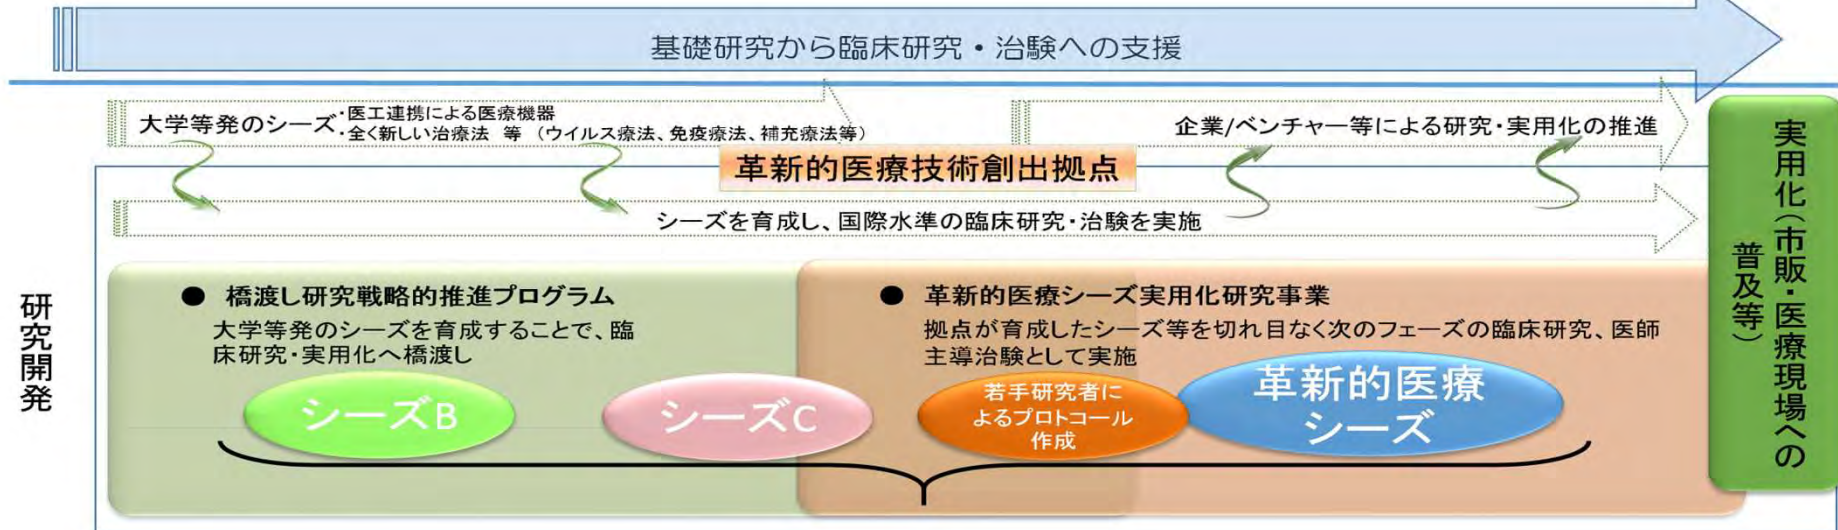 基礎研究から臨床研究・治験への支援
大学等発のシーズ
・医工連携による医療機器
・全く新しい治療法 等 (ウイルス療法、免疫療法、補充療法等)
企業/ベンチャー等による研究・実用化の推進
革新的医療技術創出拠点
シーズを育成し、国際水準の臨床研究・治験を実施
研究開発
● 橋渡し研究戦略的推進プログラム
大学等発のシーズを育成することで、臨
床研究・実用化へ橋渡し
シーズB
シーズC
● 革新的医療シーズ実用化研究事業
拠点が育成したシーズ等を切れ目なく次のフェーズの臨床研究、医師
主導治験として実施
若手研究者に
よるプロトコール
作成
革新的医療
シーズ
実用化(市販・医療現場への
普及等)